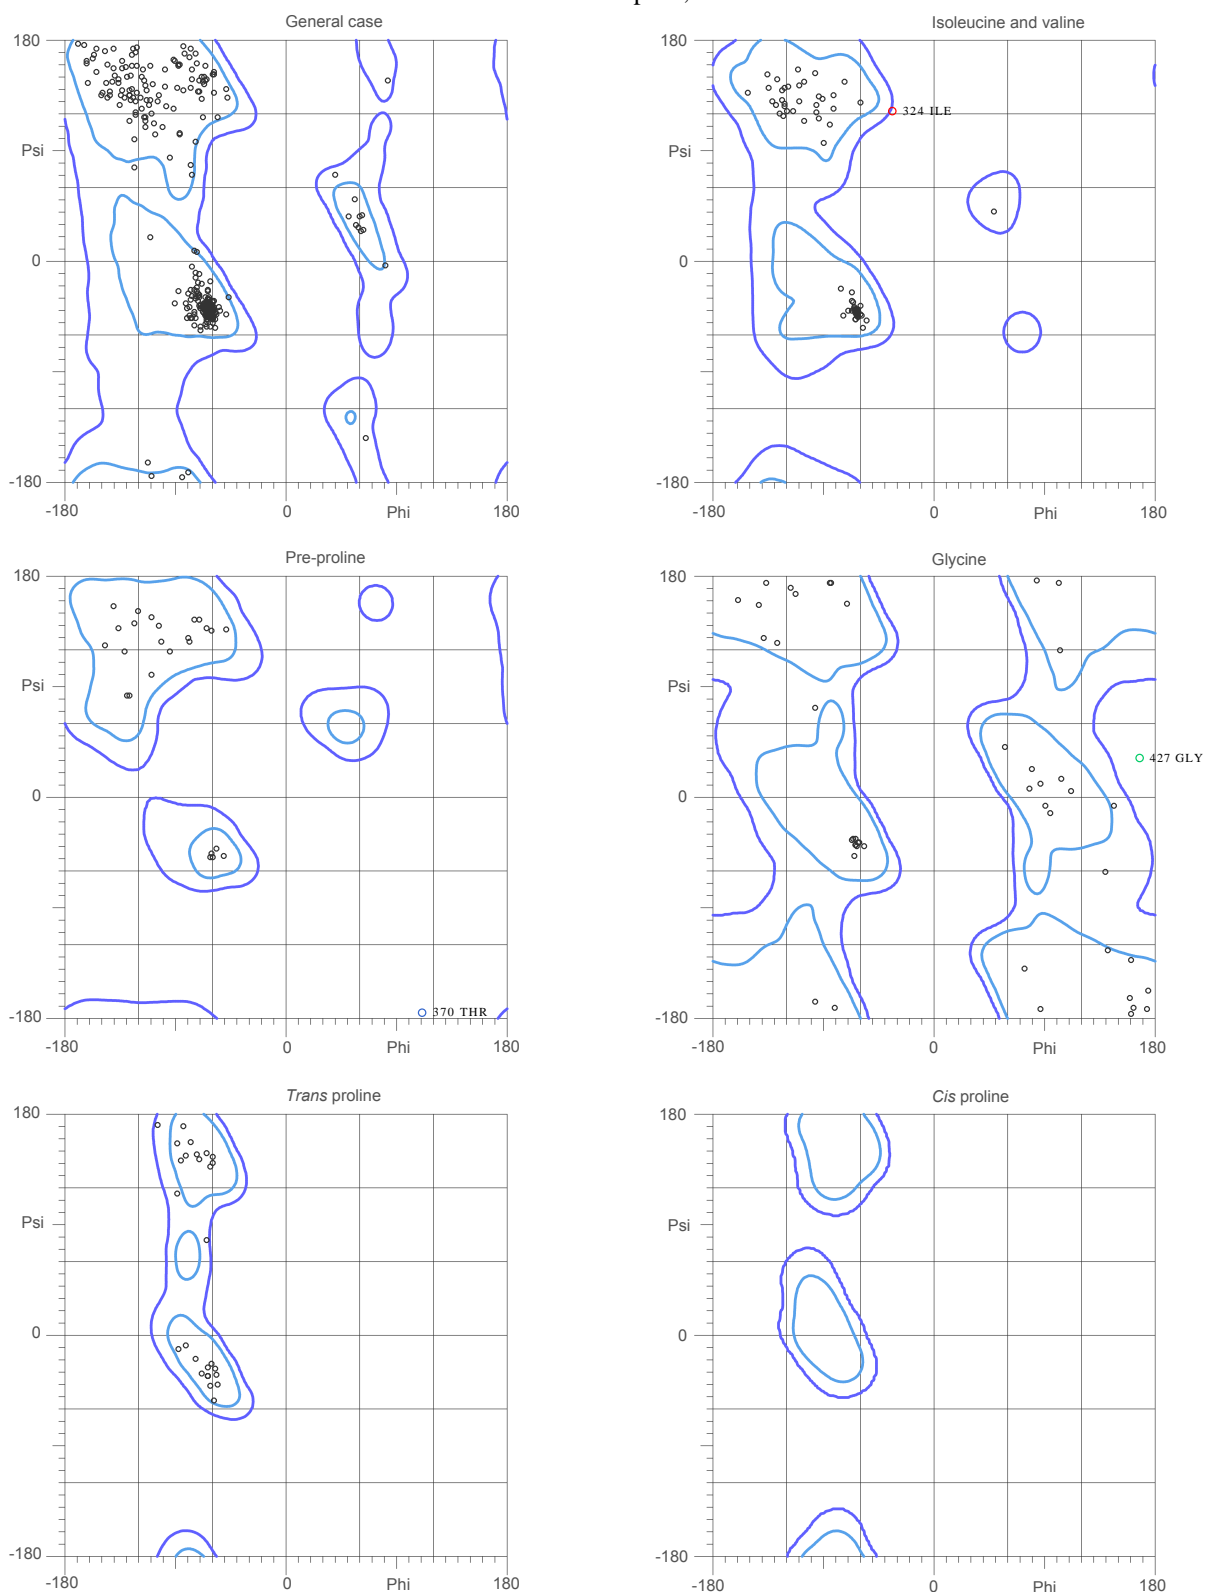 General case
Isoleucine and valine
180
180
324 ILE
Psi
Psi
0
0
-180
-180
-180
0
Phi
180
-180
0
Phi
180
Pre-proline
Glycine
180
180
Psi
Psi
427 GLY
0
0
370 THR
-180
-180
-180
0
Phi
180
-180
0
Phi
180
Trans proline
Cis proline
180
180
Psi
Psi
0
0
-180
-180
-180
0
Phi
180
-180
0
Phi
180